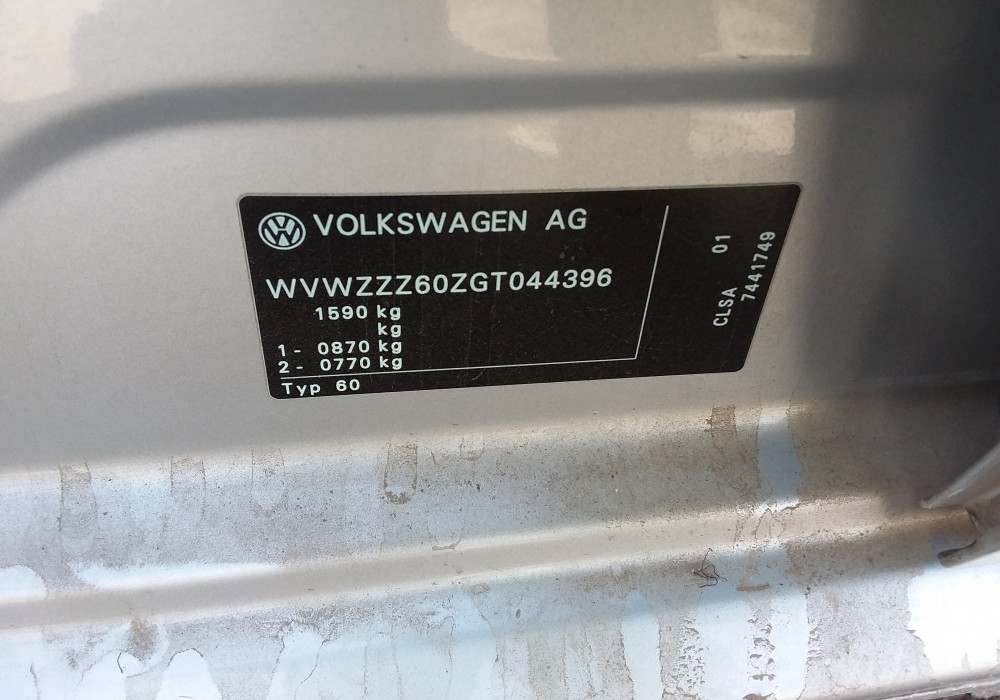 VOLKSWAGEN AG
WVWZZZ60ZGT044396
1590 kg
kg
1 - 0870 kg
2 - 0770 kg
Typ 60
CLSA 01
7441749